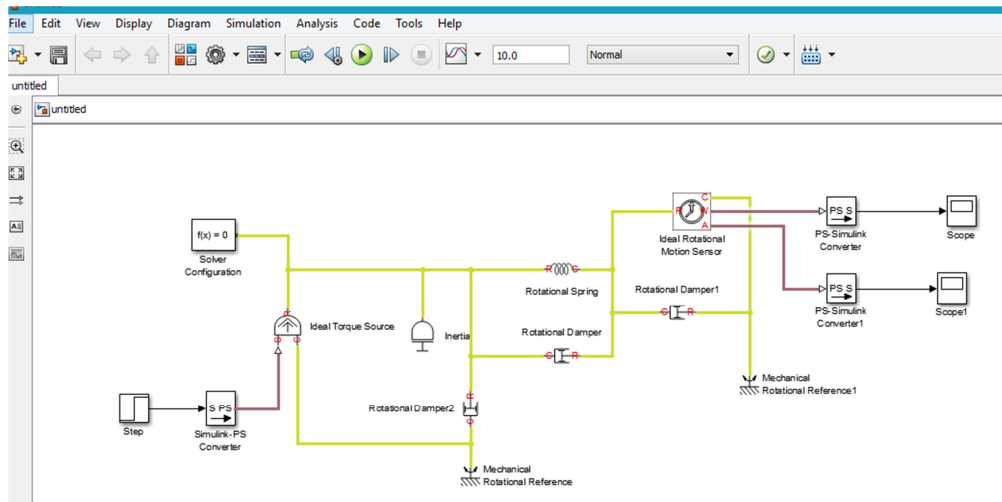 File Edit View Display Diagram Simulation Analysis Code Tools Help
10.0 Normal
untitled
untitled
f(x) = 0
Solver
Configuration
Ideal Torque Source
S
C
R
Step
S PS
Simulink-PS
Converter
Inertia
R C
Rotational Spring
Rotational Damper
C R
Rotational Damper1
C R
Rotational Damper2
R
C
Mechanical
Rotational Reference
R
C
W
A
Ideal Rotational
Motion Sensor
PS S
PS-Simulink
Converter
Scope
PS S
PS-Simulink
Converter1
Scope1
Mechanical
Rotational Reference1